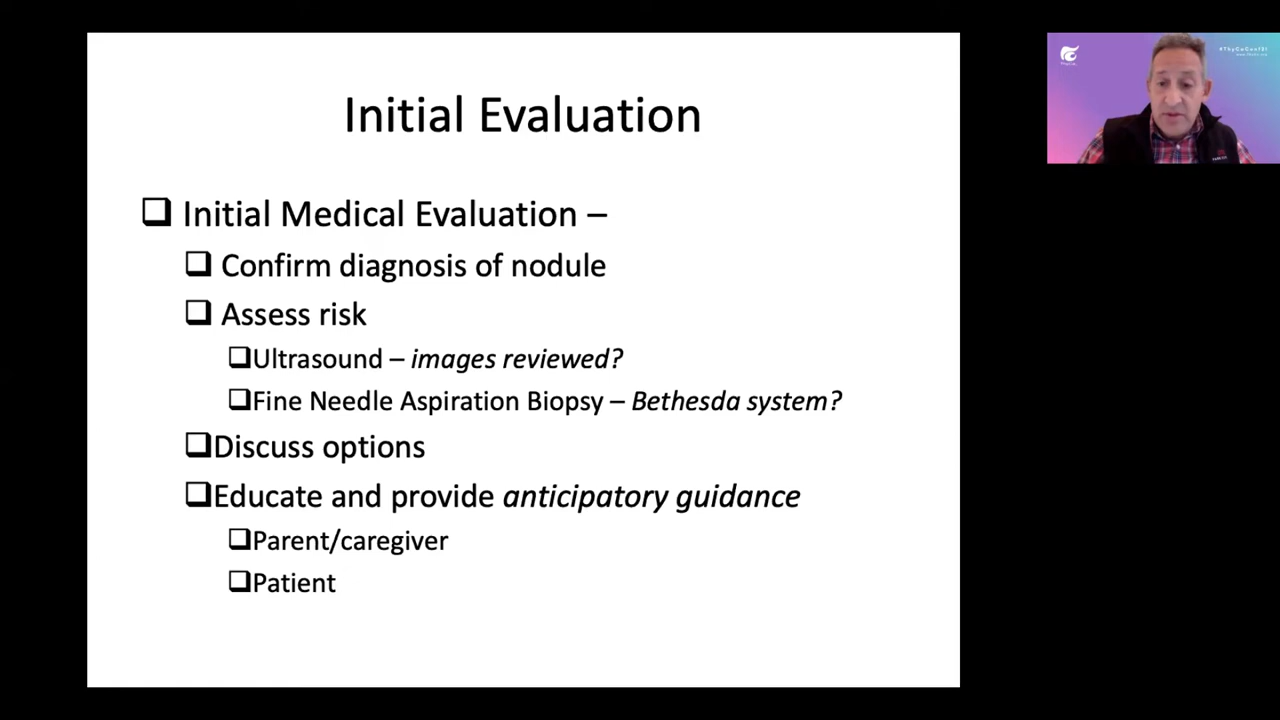 Initial Evaluation
❑ Initial Medical Evaluation –
❑ Confirm diagnosis of nodule
❑ Assess risk
❑Ultrasound – images reviewed?
❑Fine Needle Aspiration Biopsy – Bethesda system?
❑Discuss options
❑Educate and provide anticipatory guidance
❑Parent/caregiver
❑Patient